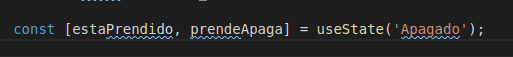 const [estaPrendido, prendeApaga] = useState('Apagado');